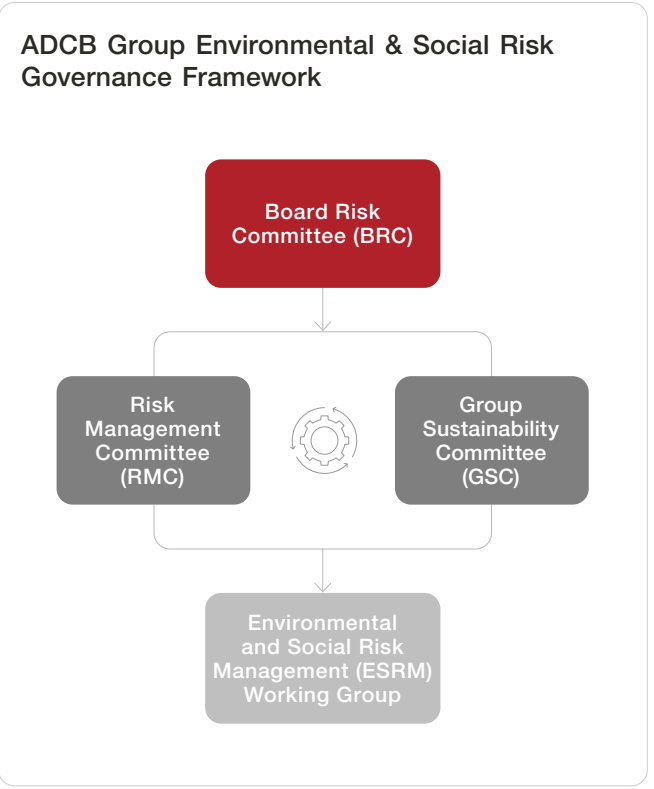 ADCB Group Environmental & Social Risk
Governance Framework
Board Risk
Committee (BRC)
Risk
Management
Committee
(RMC)
Group
Sustainability
Committee
(GSC)
Environmental
and Social Risk
Management (ESRM)
Working Group